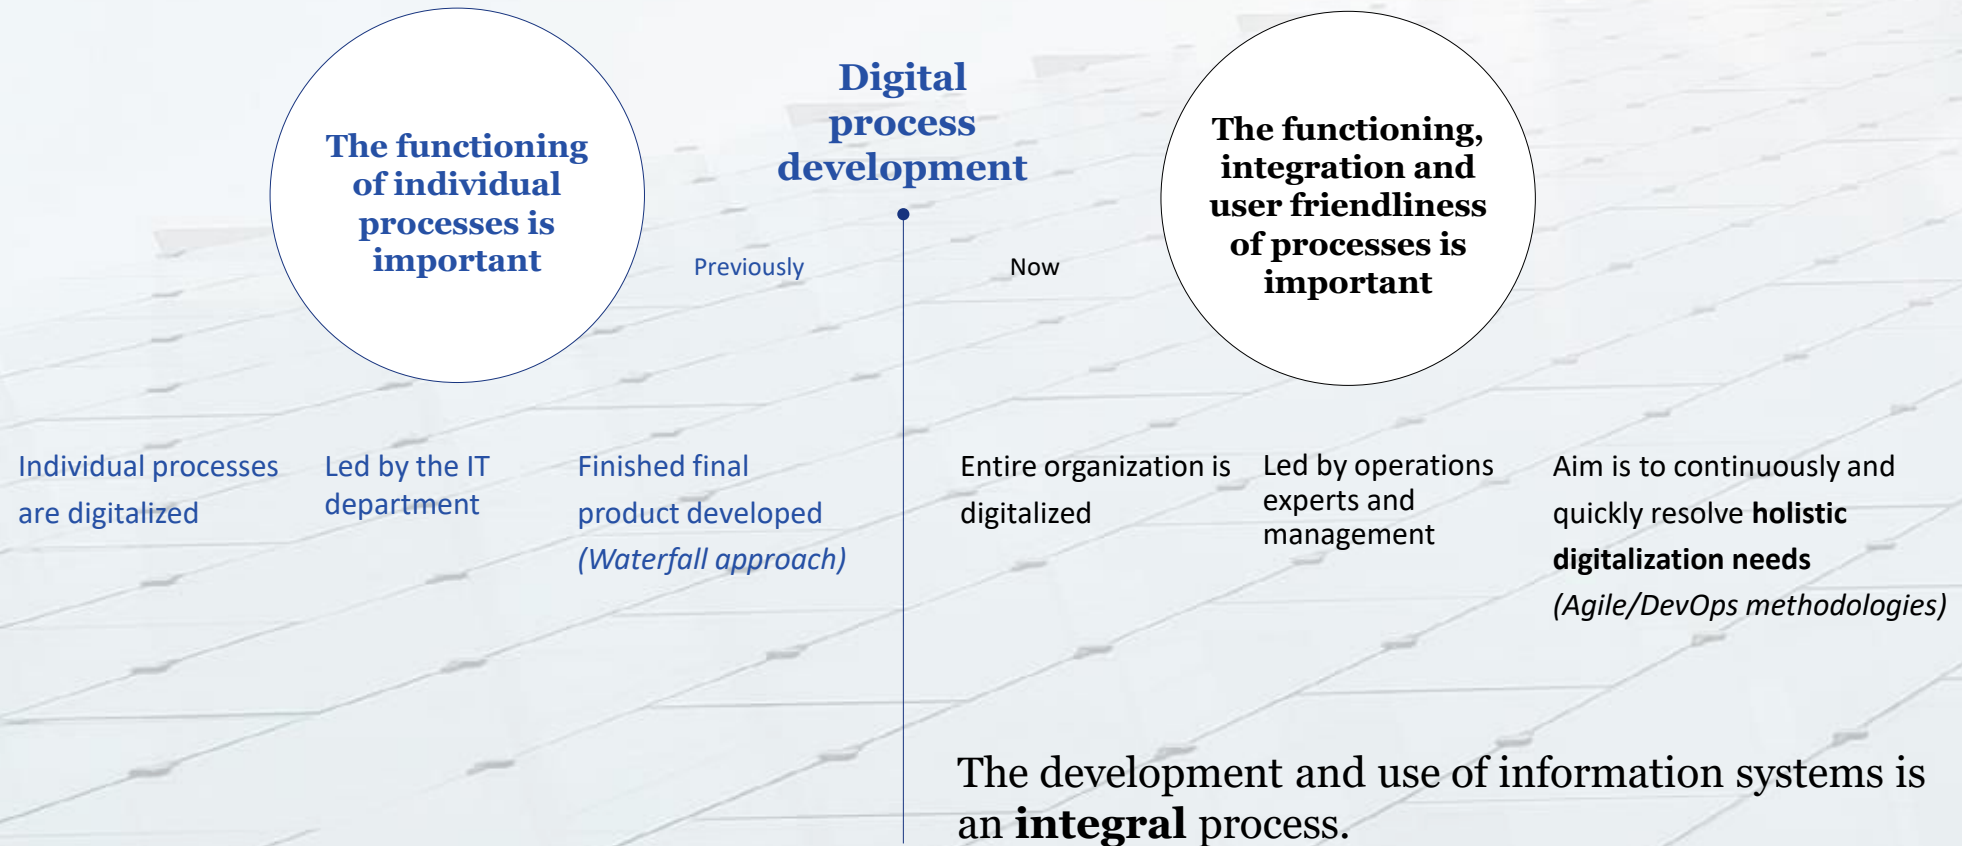 Digital
process
development
The functioning
of individual
processes is
important
Previously
Now
The functioning,
integration and
user friendliness
of processes is
important
Individual processes
are digitalized
Led by the IT
department
Finished final
product developed
(Waterfall approach)
Entire organization is
digitalized
Led by operations
experts and
management
Aim is to continuously and
quickly resolve holistic
digitalization needs
(Agile/DevOps methodologies)
The development and use of information systems is
an integral process.